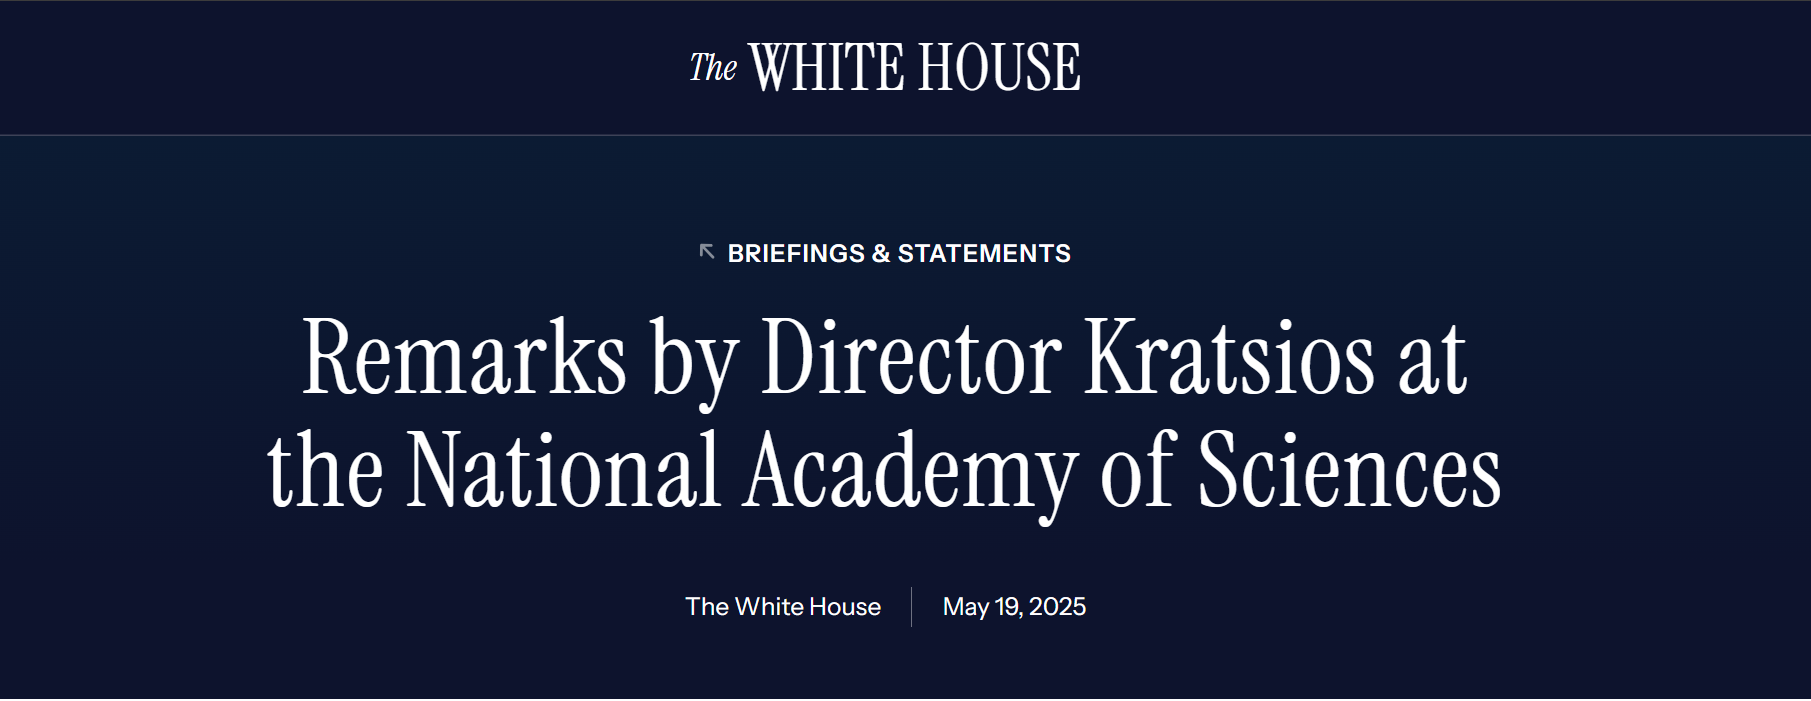 The WHITE HOUSE
BRIEFINGS & STATEMENTS
Remarks by Director Kratsios at
the National Academy of Sciences
The White House
May 19, 2025